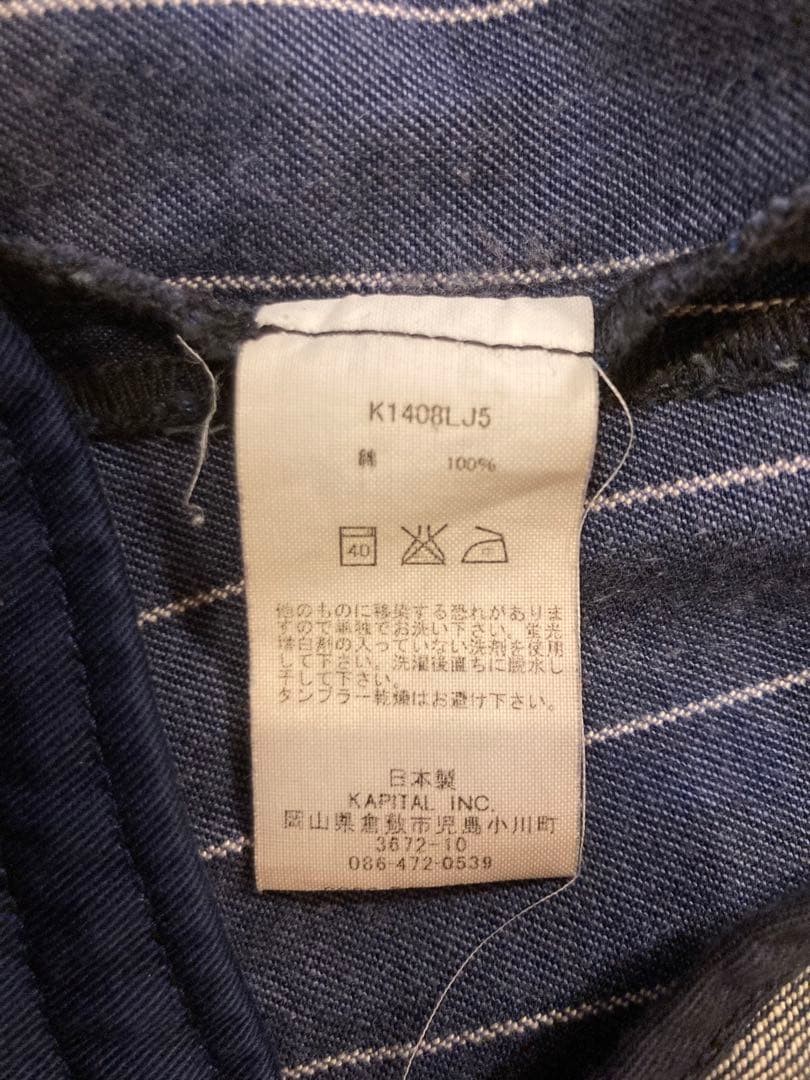 K1408LJ5
綿 100%
40
他のものに移染する恐れがありま
すので単独でお洗い下さい。蛍光
増白剤の入っていない洗剤を使用
して下さい。洗濯後直ちに脱水し
干して下さい。
タンブラー乾燥はお避け下さい。
日本製
KAPITAL INC.
岡山県倉敷市児島小川町
3672-10
086-472-0539